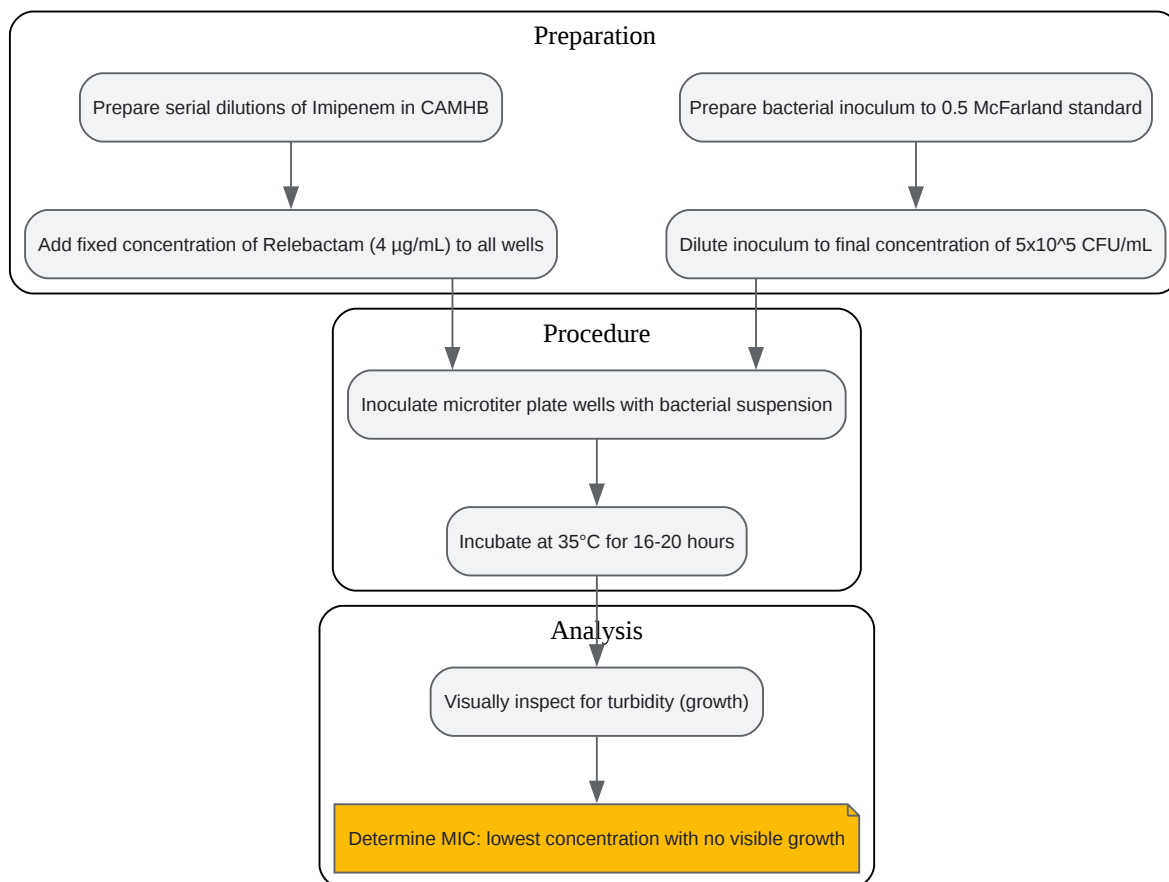 Preparation
Prepare serial dilutions of Imipenem in CAMHB
Prepare bacterial inoculum to 0.5 McFarland standard
Add fixed concentration of Relebactam (4 µg/mL) to all wells
Dilute inoculum to final concentration of 5x10^5 CFU/mL
Procedure
Inoculate microtiter plate wells with bacterial suspension
Incubate at 35°C for 16-20 hours
Analysis
Visually inspect for turbidity (growth)
Determine MIC: lowest concentration with no visible growth